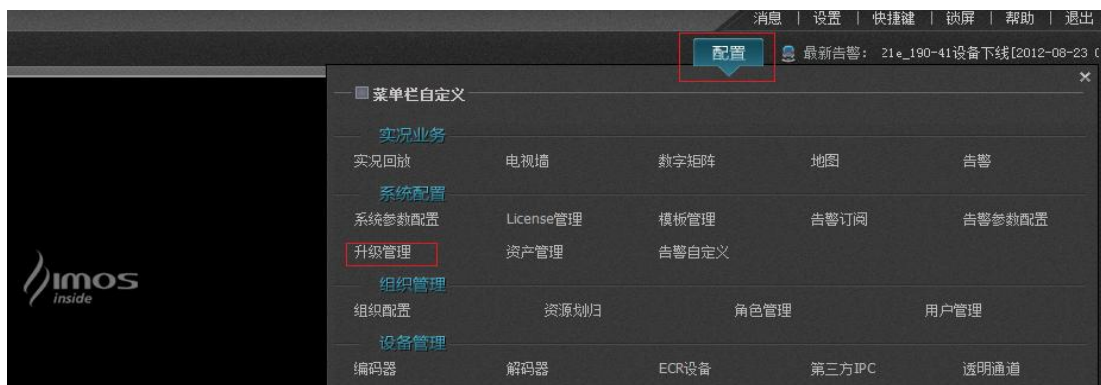 消息 | 设置 | 快捷键 | 锁屏 | 帮助 | 退出
配置 最新告警: 21e_190-41设备下线[2012-08-23
菜单栏自定义
实况业务
实况回放 电视墙 数字矩阵 地图 告警
系统配置
系统参数配置 License管理 模板管理 告警订阅 告警参数配置
升级管理 资产管理 告警自定义
imos
inside
组织管理
组织配置 资源划归 角色管理 用户管理
设备管理
编码器 解码器 ECR设备 第三方IPC 透明通道